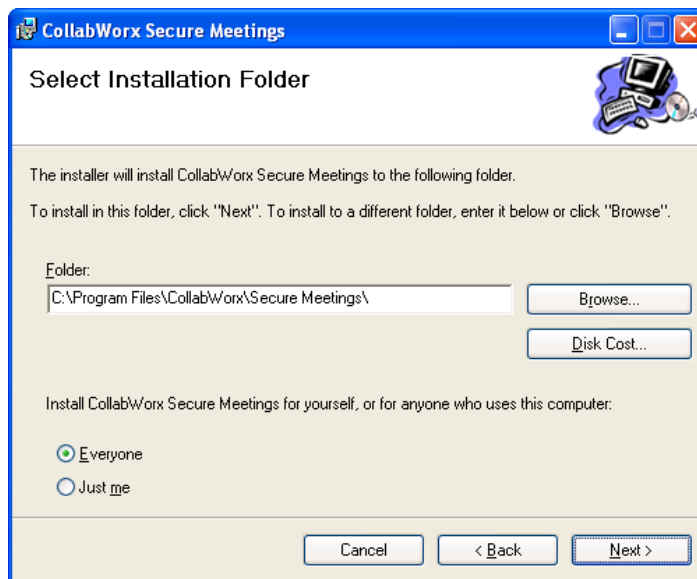 CollabWorx Secure Meetings
Select Installation Folder
The installer will install CollabWorx Secure Meetings to the following folder.
To install in this folder, click "Next". To install to a different folder, enter it below or click "Browse".
Folder:
C:\Program Files\CollabWorx\Secure Meetings\
Browse...
Disk Cost...
Install CollabWorx Secure Meetings for yourself, or for anyone who uses this computer:
Everyone
Just me
Cancel
< Back
Next >